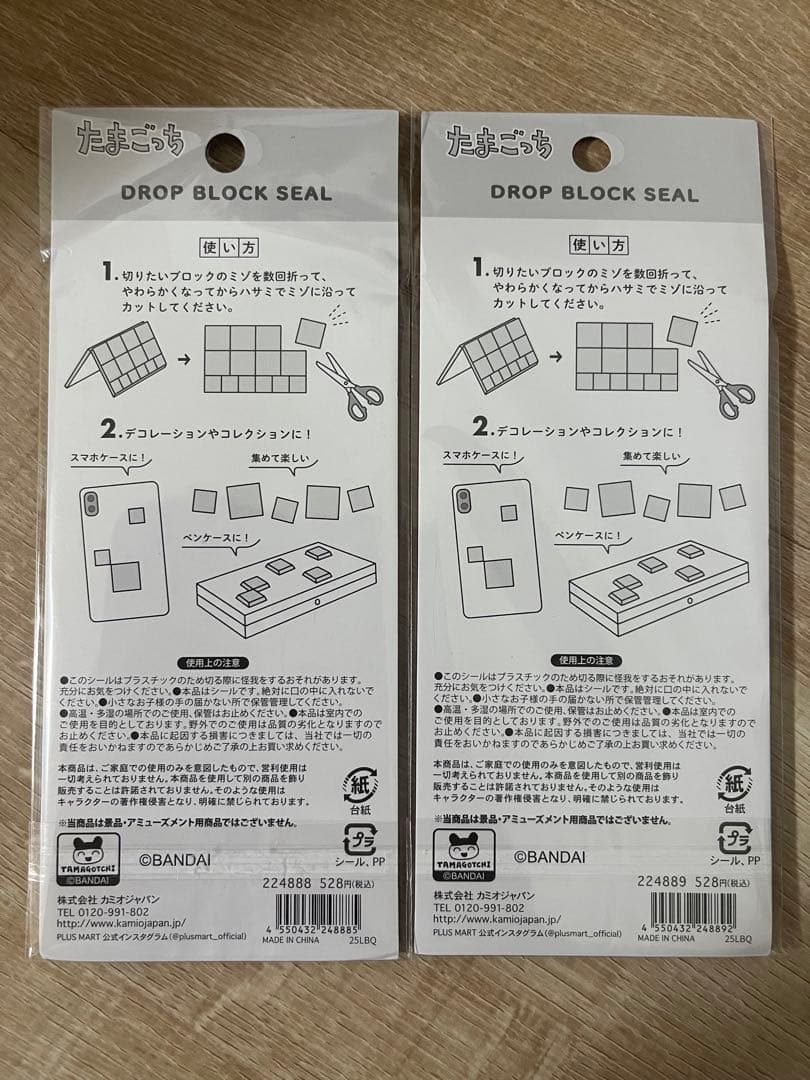 たまごっち
DROP BLOCK SEAL
使い方
1.切りたいブロックのミゾを数回折って、
やわらかくなってからハサミでミゾに沿って
カットしてください。
2.デコレーションやコレクションに!
スマホケースに!
集めて楽しい
ペンケースに!
使用上の注意
●このシールはプラスチックのため切る際に怪我をするおそれがあります。
充分にお気をつけください。●本品はシールです。絶対に口の中に入れないで
ください。●小さなお子様の手の届かない所で保管管理してください。
●高温・多湿の場所でのご使用、保管はお止めください。●本品は室内での
ご使用を目的としております。野外でのご使用は品質の劣化となりますので
お止めください。●本品に起因する損害につきましては、当社では一切の
責任をおいかねますのであらかじめご了承の上お買い求めください。
本商品は、ご家庭での使用のみを意図したもので、営利使用は
一切考えられておりません。本商品を使用して別の商品を飾り
販売することは許諾されておりません。そのような使用は
キャラクターの著作権侵害となり、明確に禁じられております。
紙
台紙
※当商品は景品・アミューズメント用商品ではございません。
プラ
シール、PP
TAMAGOTCHI
©BANDAI
©BANDAI
224888 528円(税込)
株式会社 カミオジャパン
TEL 0120-991-802
http://www.kamiojapan.jp/
PLUS MART 公式インスタグラム(@plusmart_official)
4 550432 248885
MADE IN CHINA 25LBQ
たまごっち
DROP BLOCK SEAL
使い方
1.切りたいブロックのミゾを数回折って、
やわらかくなってからハサミでミゾに沿って
カットしてください。
2.デコレーションやコレクションに!
スマホケースに!
集めて楽しい
ペンケースに!
使用上の注意
●このシールはプラスチックのため切る際に怪我をするおそれがあります。
充分にお気をつけください。●本品はシールです。絶対に口の中に入れないで
ください。●小さなお子様の手の届かない所で保管管理してください。
●高温・多湿の場所でのご使用、保管はお止めください。●本品は室内での
ご使用を目的としております。野外でのご使用は品質の劣化となりますので
お止めください。●本品に起因する損害につきましては、当社では一切の
責任をおいかねますのであらかじめご了承の上お買い求めください。
本商品は、ご家庭での使用のみを意図したもので、営利使用は
一切考えられておりません。本商品を使用して別の商品を飾り
販売することは許諾されておりません。そのような使用は
キャラクターの著作権侵害となり、明確に禁じられております。
紙
台紙
※当商品は景品・アミューズメント用商品ではございません。
プラ
シール、PP
TAMAGOTCHI
©BANDAI
©BANDAI
224889 528円(税込)
株式会社 カミオジャパン
TEL 0120-991-802
http://www.kamiojapan.jp/
PLUS MART 公式インスタグラム(@plusmart_official)
4 550432 248892
MADE IN CHINA 25LBQ